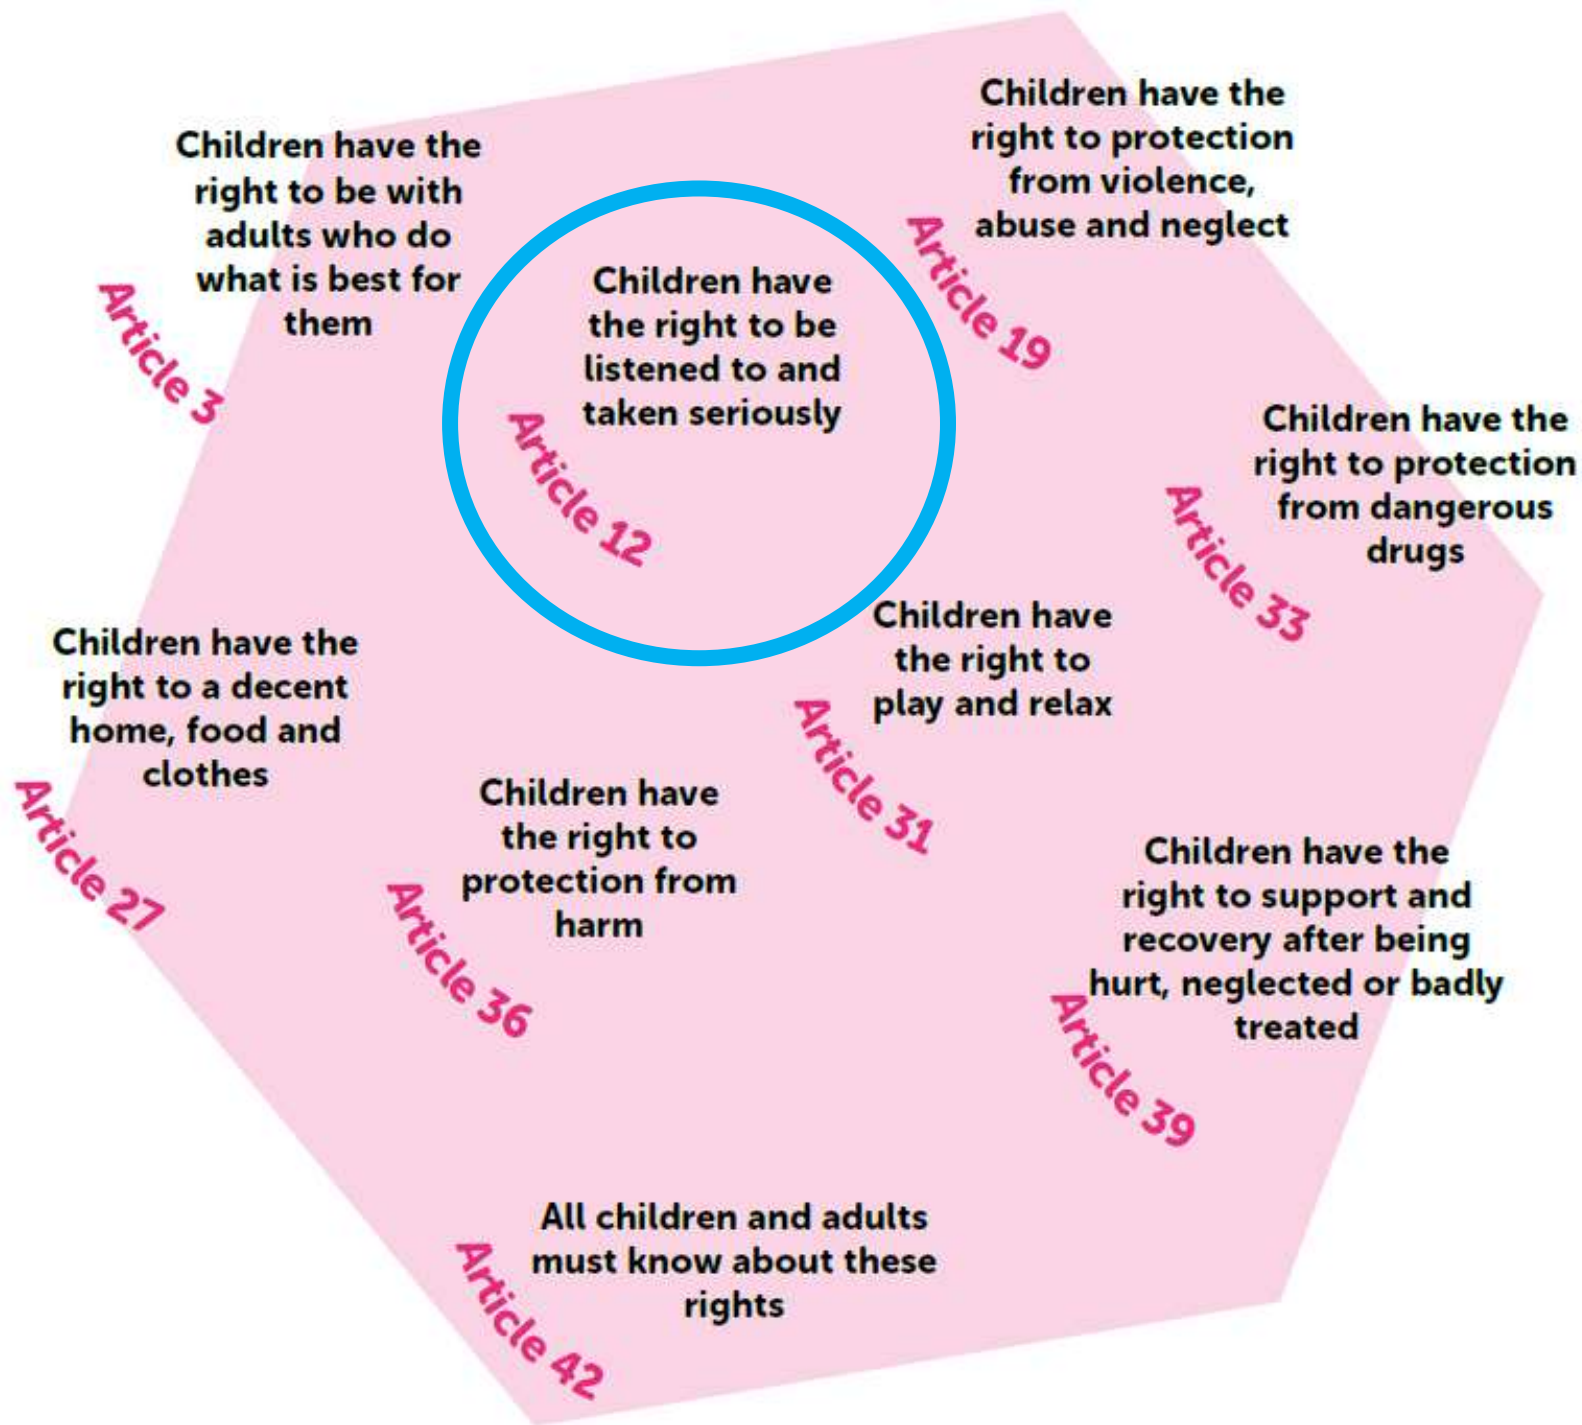 Children have the
right to be with
adults who do
what is best for
them
Article 3
Children have
the right to be
listened to and
taken seriously
Article 12
Children have the
right to protection
from violence,
abuse and neglect
Article 19
Children have the
right to protection
from dangerous
drugs
Article 33
Children have the
right to a decent
home, food and
clothes
Article 27
Children have
the right to
play and relax
Article 31
Children have
the right to
protection from
harm
Article 36
Children have the
right to support and
recovery after being
hurt, neglected or badly
treated
Article 39
All children and adults
must know about these
rights
Article 42